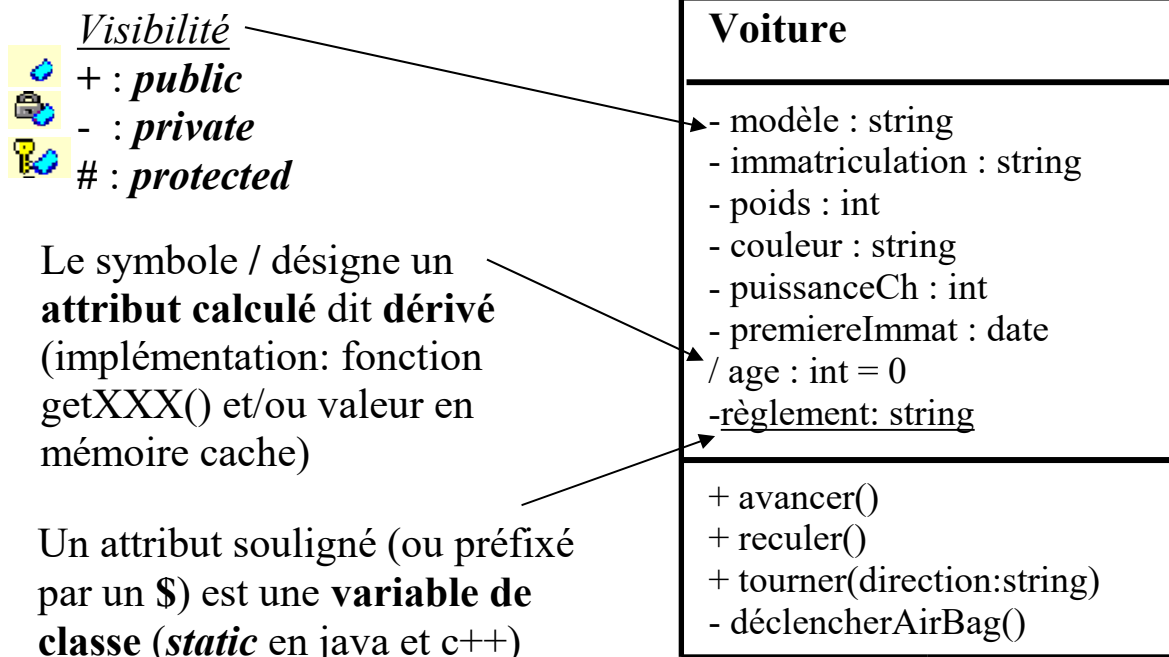 Visibilité
+ : public
- : private
# : protected
Le symbole / désigne un
attribut calculé dit dérivé
(implémentation: fonction
getXXX() et/ou valeur en
mémoire cache)
Un attribut souligné (ou préfixé
par un $) est une variable de
classe (static en java et c++)
Voiture
- modèle : string
- immatriculation : string
- poids : int
- couleur : string
- puissanceCh : int
- premiereImmat : date
/ age : int = 0
-règlement: string
+ avancer()
+ reculer()
+ tourner(direction:string)
- déclencherAirBag()